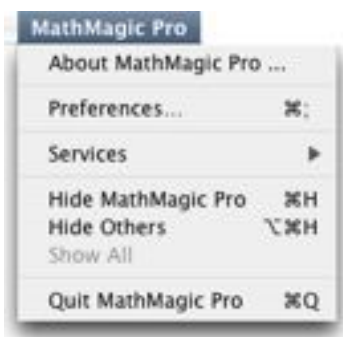 MathMagic Pro
About MathMagic Pro ...
Preferences... ⌘;
Services ▶
Hide MathMagic Pro ⌘H
Hide Others ⌥⌘H
Show All
Quit MathMagic Pro ⌘Q